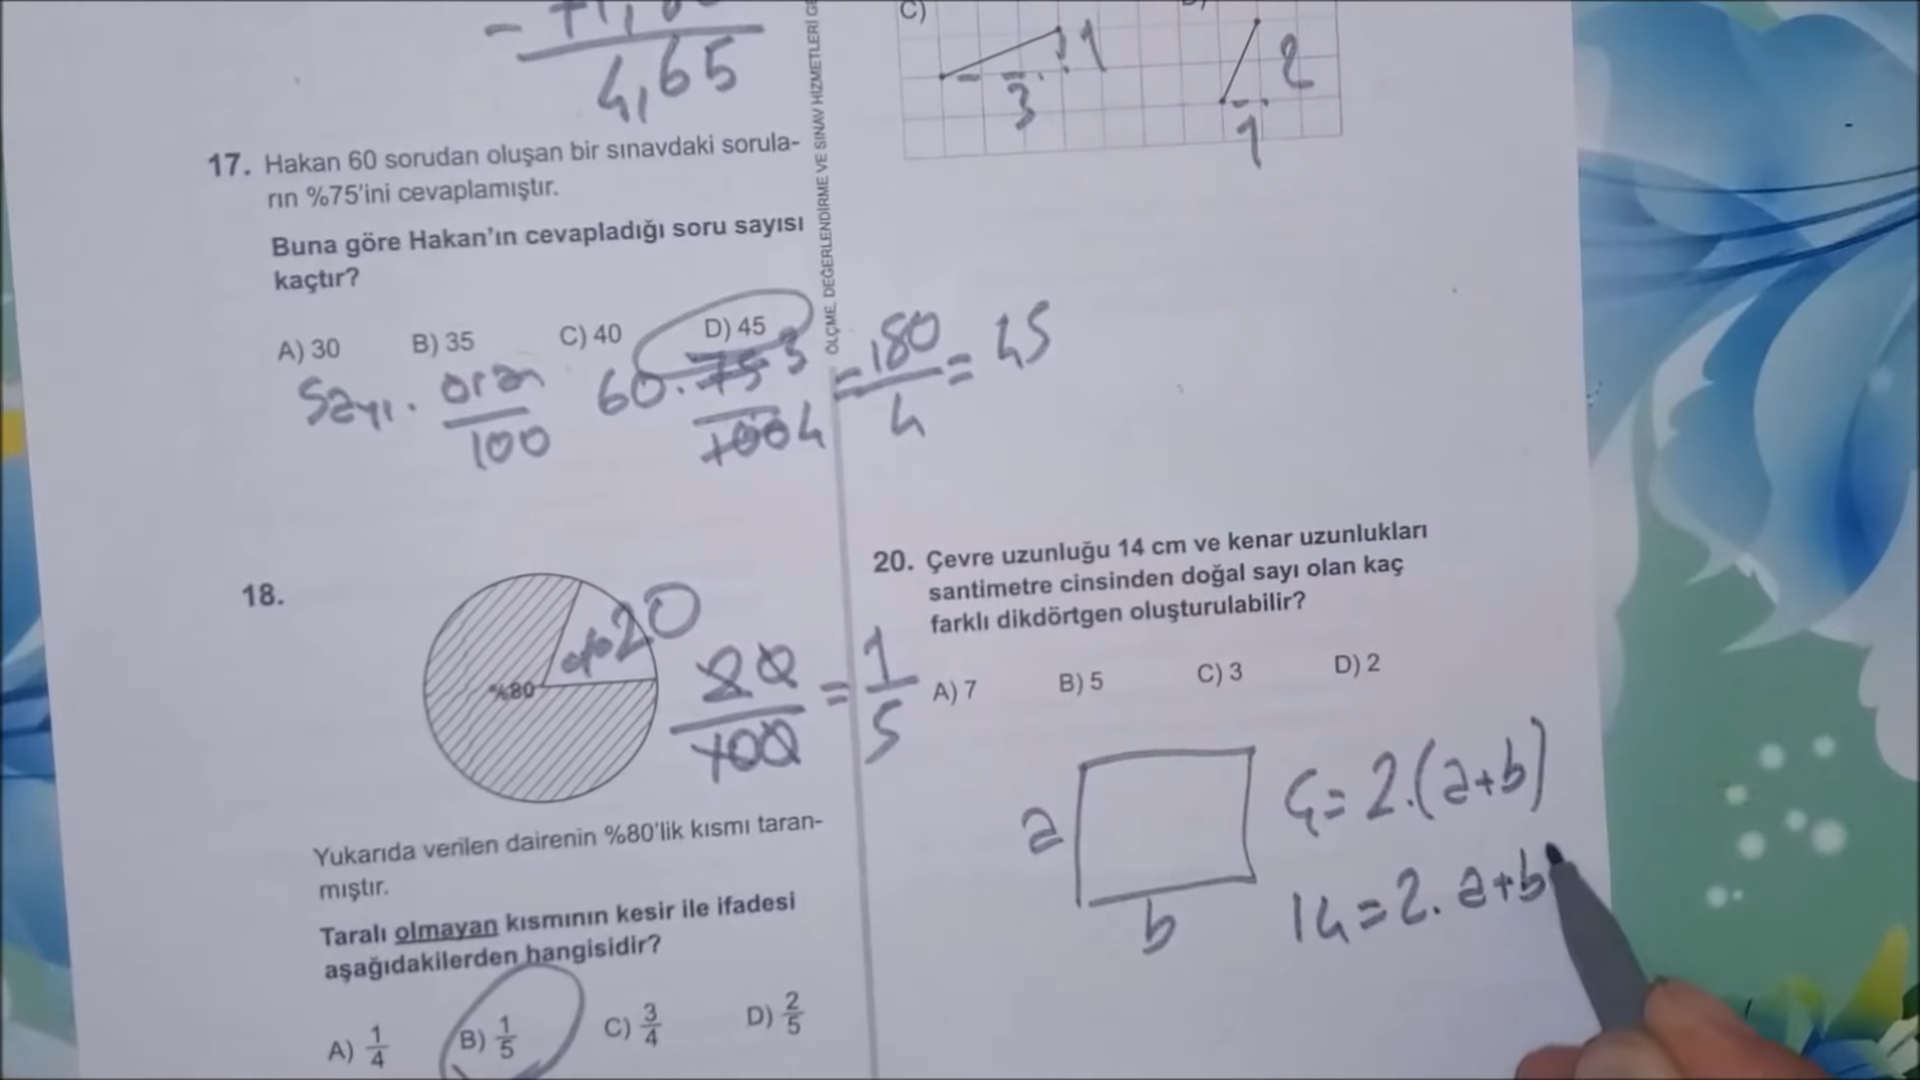 4,65
17. Hakan 60 sorudan oluşan bir sınavdaki sorula-
rın %75'ini cevaplamıştır.
Buna göre Hakan'ın cevapladığı soru sayısı
kaçtır?
A) 30 B) 35 C) 40 D) 45
Sayı . oran/100 60 . 75 3/100 4 = 180/4 = 45
18.
%80 %20
20/100 = 1/5
Yukarıda verilen dairenin %80'lik kısmı taran-
mıştır.
Taralı olmayan kısmının kesir ile ifadesi
aşağıdakilerden hangisidir?
A) 1/4 B) 1/5 C) 3/4 D) 2/5
ÖLÇME, DEĞERLENDİRME VE SINAV HİZMETLERİ
C)
3 1
1 2
20. Çevre uzunluğu 14 cm ve kenar uzunlukları
santimetre cinsinden doğal sayı olan kaç
farklı dikdörtgen oluşturulabilir?
A) 7 B) 5 C) 3 D) 2
a
b
Ç = 2.(a+b)
14 = 2. a+b